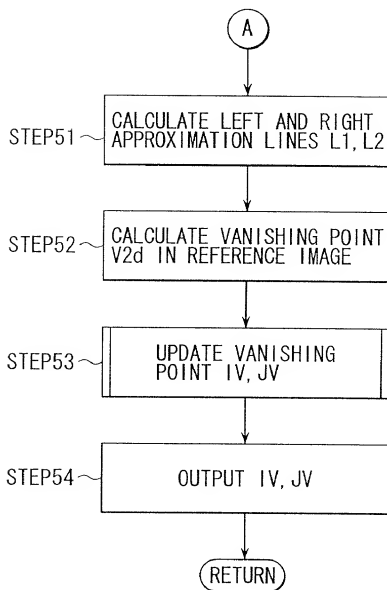 A
STEP51
CALCULATE LEFT AND RIGHT
APPROXIMATION LINES L1, L2
STEP52
CALCULATE VANISHING POINT
V2d IN REFERENCE IMAGE
STEP53
UPDATE VANISHING
POINT IV, JV
STEP54
OUTPUT IV, JV
RETURN